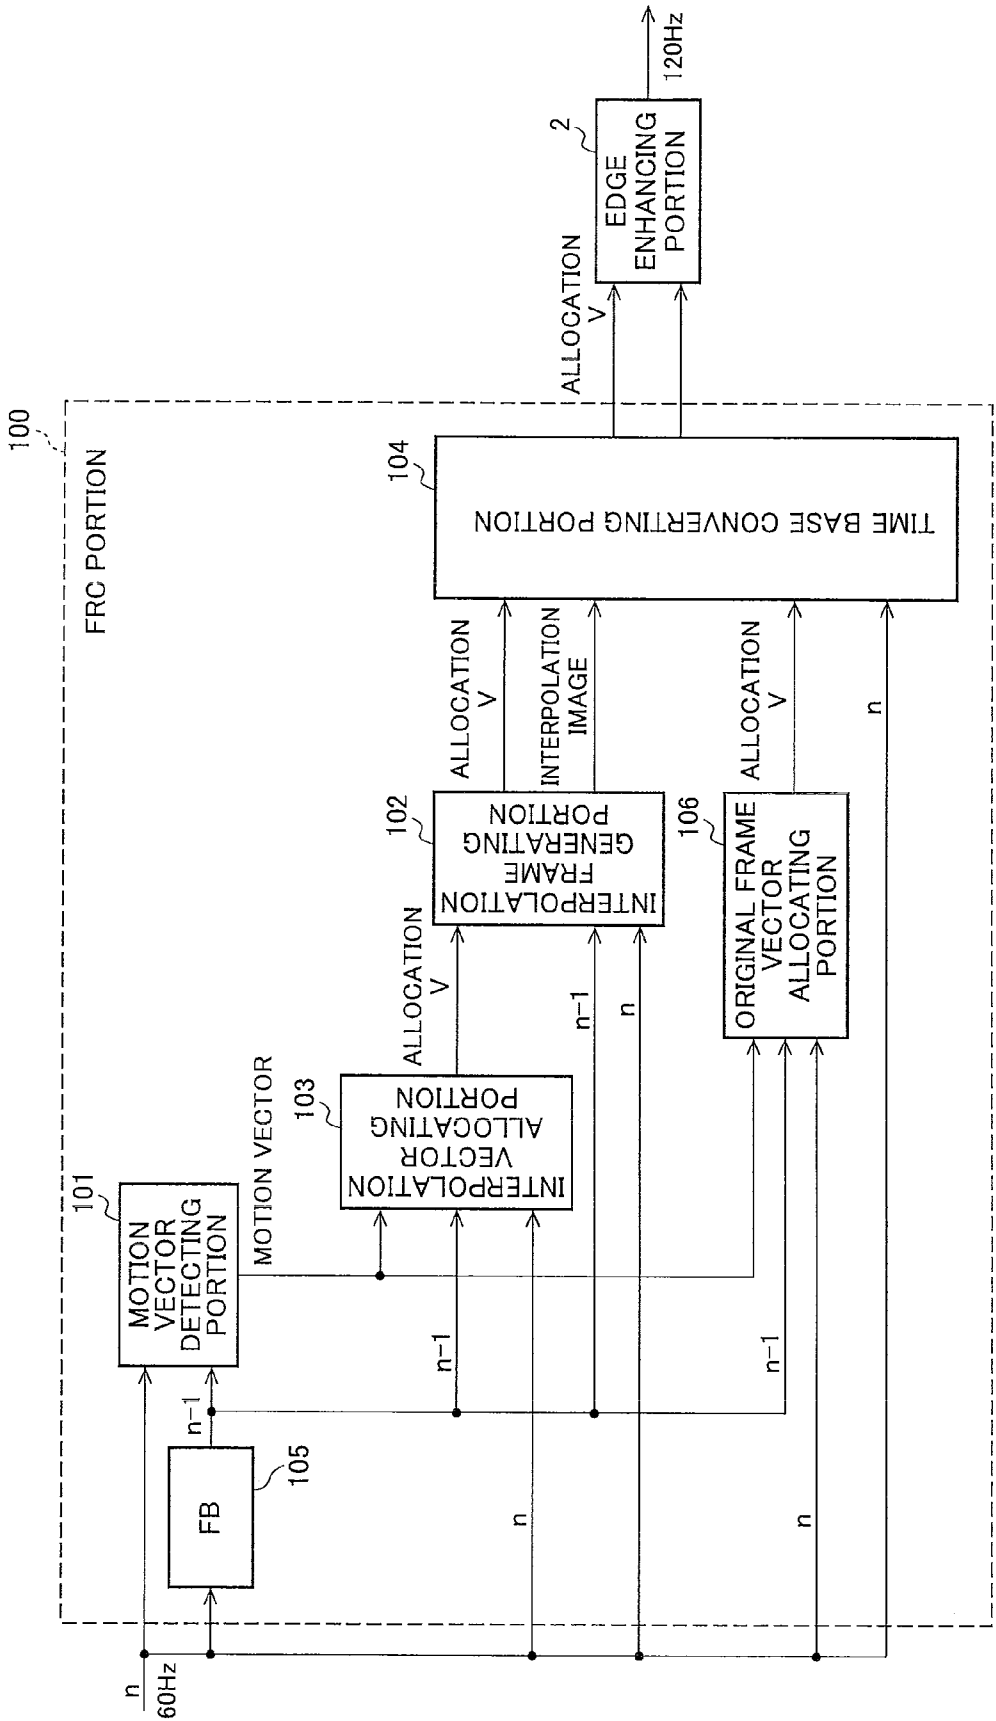 100
FRC PORTION
n
60Hz
FB
105
n-1
101
MOTION
VECTOR
DETECTING
PORTION
MOTION VECTOR
n-1
n
103
INTERPOLATION
VECTOR
ALLOCATING
PORTION
ALLOCATION
V
n-1
n
102
INTERPOLATION
FRAME
GENERATING
PORTION
ALLOCATION
V
INTERPOLATION
IMAGE
n-1
n
106
ORIGINAL FRAME
VECTOR
ALLOCATING
PORTION
ALLOCATION
V
n
104
TIME BASE CONVERTING PORTION
ALLOCATION
V
2
EDGE
ENHANCING
PORTION
120Hz